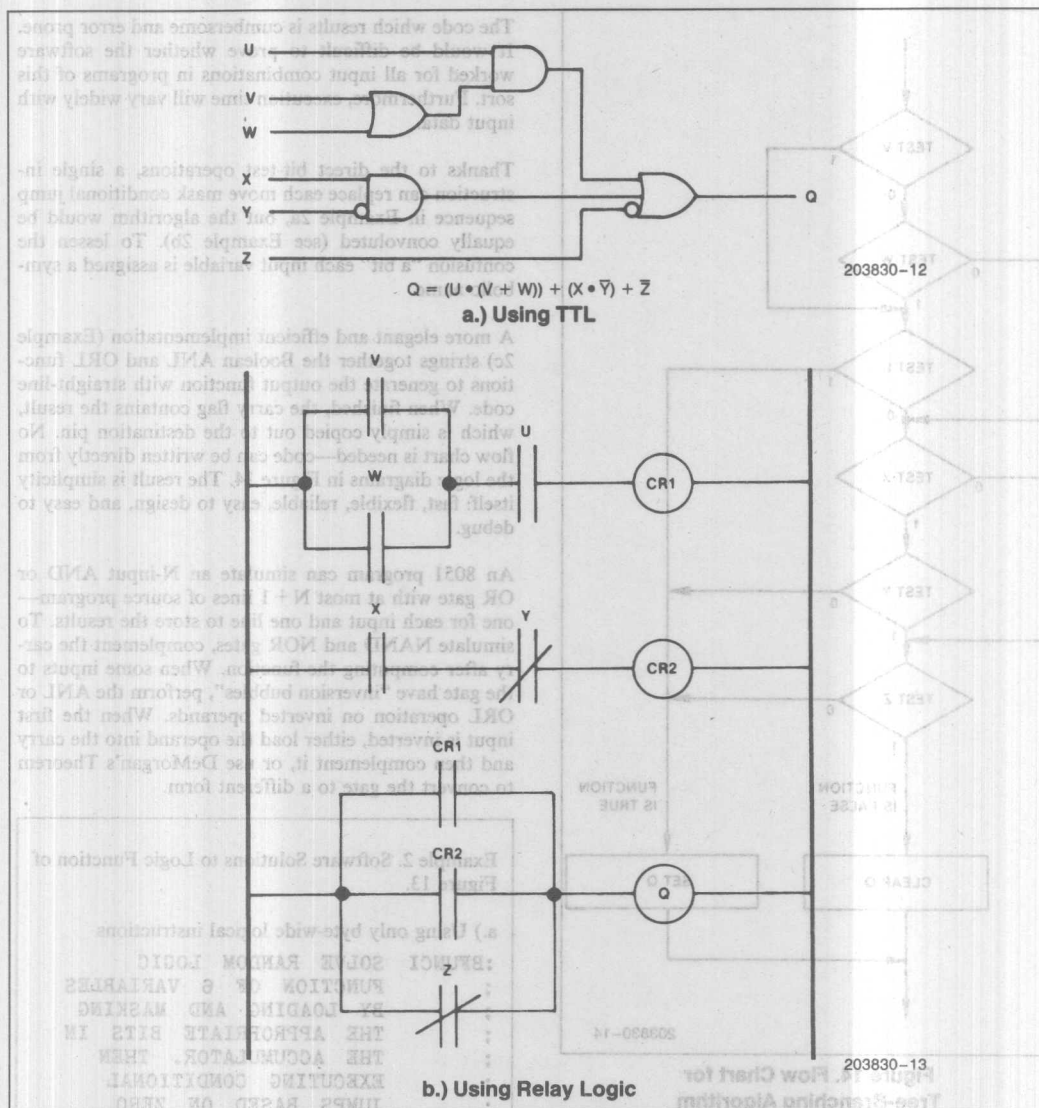 U
V
W
X
Y
Z
Q
203830-12
Q = (U • (V + W)) + (X • Y̅) + Z̅
a.) Using TTL
V
U
W
CR1
X
Y
CR2
CR1
CR2
Q
Z
203830-13
b.) Using Relay Logic
The code which results is cumbersome and error prone.
It would be difficult to prove whether the software
worked for all input combinations in programs of this
sort. Furthermore, execution time will vary widely with
input data.
Thanks to the direct bit-test operations, a single in-
struction can replace each move mask conditional jump
sequence in Example 2a, but the algorithm would be
equally convoluted (see Example 2b). To lessen the
confusion "a bit" each input variable is assigned a sym-
A more elegant and efficient implementation (Example
2c) strings together the Boolean ANL and ORL func-
tions to generate the output function with straight-line
code. When finished, the carry flag contains the result,
which is simply copied out to the destination pin. No
flow chart is needed—code can be written directly from
the logic diagrams in Figure 14. The result is simplicity
itself: fast, flexible, reliable, easy to design, and easy to
debug.
An 8051 program can simulate an N-input AND or
OR gate with at most N + 1 lines of source program—
one for each input and one line to store the results. To
simulate NAND and NOR gates, complement the car-
ry after computing the function. When some inputs to
the gate have "inversion bubbles", perform the ANL or
ORL operation on inverted operands. When the first
input is inverted, either load the operand into the carry
and then complement it, or use DeMorgan's Theorem
to convert the gate to a different form.
Example 2. Software Solutions to Logic Function of
Figure 13.
a.) Using only byte-wide logical instructions
SOLVE RANDOM LOGIC
FUNCTION OF 6 VARIABLES
BY LOADING AND MASKING
THE APPROPRIATE BITS IN
THE ACCUMULATOR. THEN
EXECUTING CONDITIONAL
JUMPS BASED ON ZERO
TEST V
1
0
0
1
1
0
0
1
TEST Y
0
TEST Z
0
1
FUNCTION
IS TRUE
FUNCTION
IS FALSE
CLEAR Q
203830-14
Figure 14. Flow Chart for
Tree-Branching Algorithm